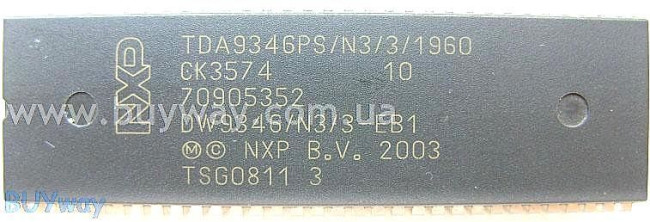 NXP
TDA9346PS/N3/3/1960
CK3574 10
70905352
www.buyway.com.ua
DW9346/N3/3-EB1
Ⓜ© NXP B.V. 2003
TSG0811 3
BUYway